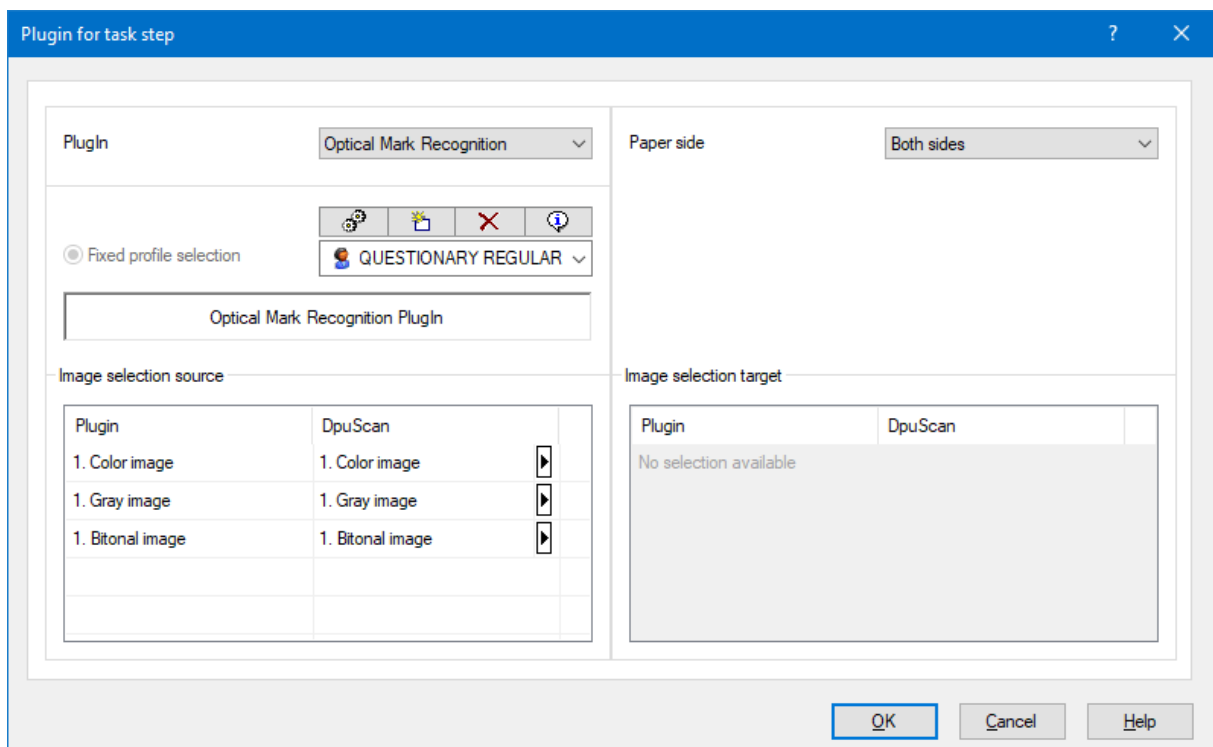 Plugin for task step
PlugIn
Optical Mark Recognition
Paper side
Both sides
Fixed profile selection
QUESTIONARY REGULAR
Optical Mark Recognition PlugIn
Image selection source
Plugin DpuScan
1. Color image 1. Color image
1. Gray image 1. Gray image
1. Bitonal image 1. Bitonal image
Image selection target
Plugin DpuScan
No selection available
OK Cancel Help